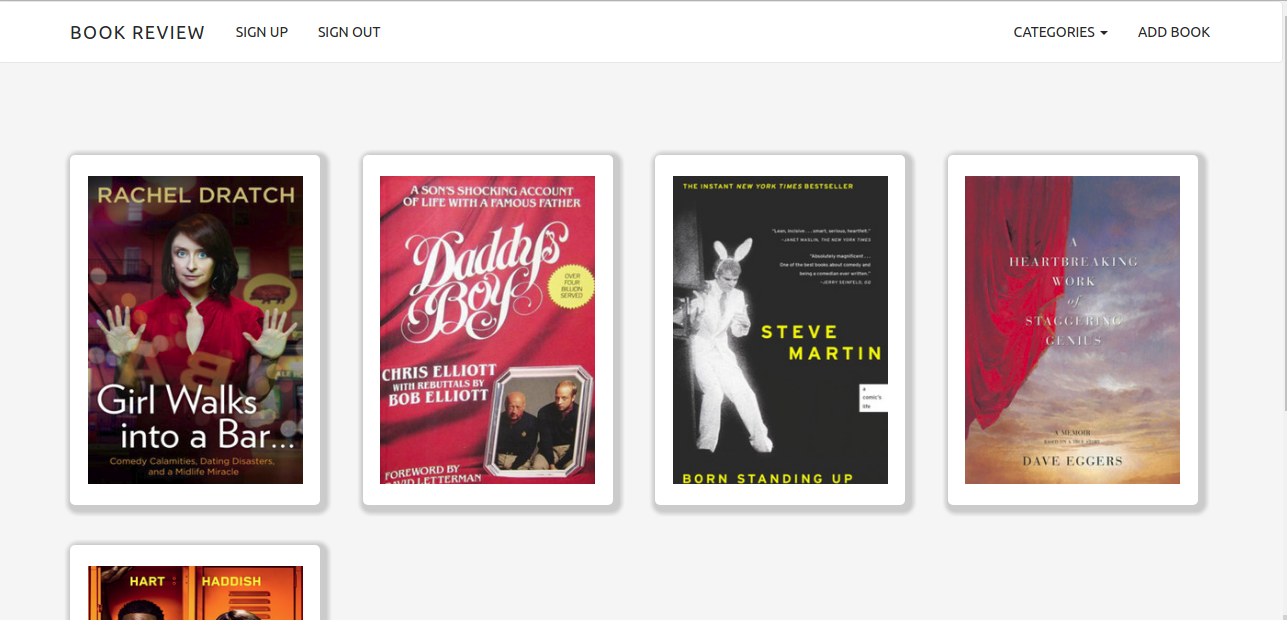 BOOK REVIEW
SIGN UP
SIGN OUT
CATEGORIES
ADD BOOK
RACHEL DRATCH
Girl Walks
into a Bar...
Comedy Calamities, Dating Disasters,
and a Midlife Miracle
A SON'S SHOCKING ACCOUNT
OF LIFE WITH A FAMOUS FATHER
Daddy's
Boy
OVER
FOUR
BILLION
SERVED
CHRIS ELLIOTT
WITH REBUTTALS BY
BOB ELLIOTT
FOREWORD BY
DAVID LETTERMAN
THE INSTANT NEW YORK TIMES BESTSELLER
"Lean, incisive . . . smart, serious, heartfelt."
—JANET MASLIN, THE NEW YORK TIMES
"Absolutely magnificent . . .
One of the best books about comedy and
being a comedian ever written."
—JERRY SEINFELD, GQ
STEVE
MARTIN
a
comic's
life
BORN STANDING UP
A
HEARTBREAKING
WORK
of
STAGGERING
GENIUS
A MEMOIR
BASED ON A TRUE STORY
DAVE EGGERS
HART
HADDISH